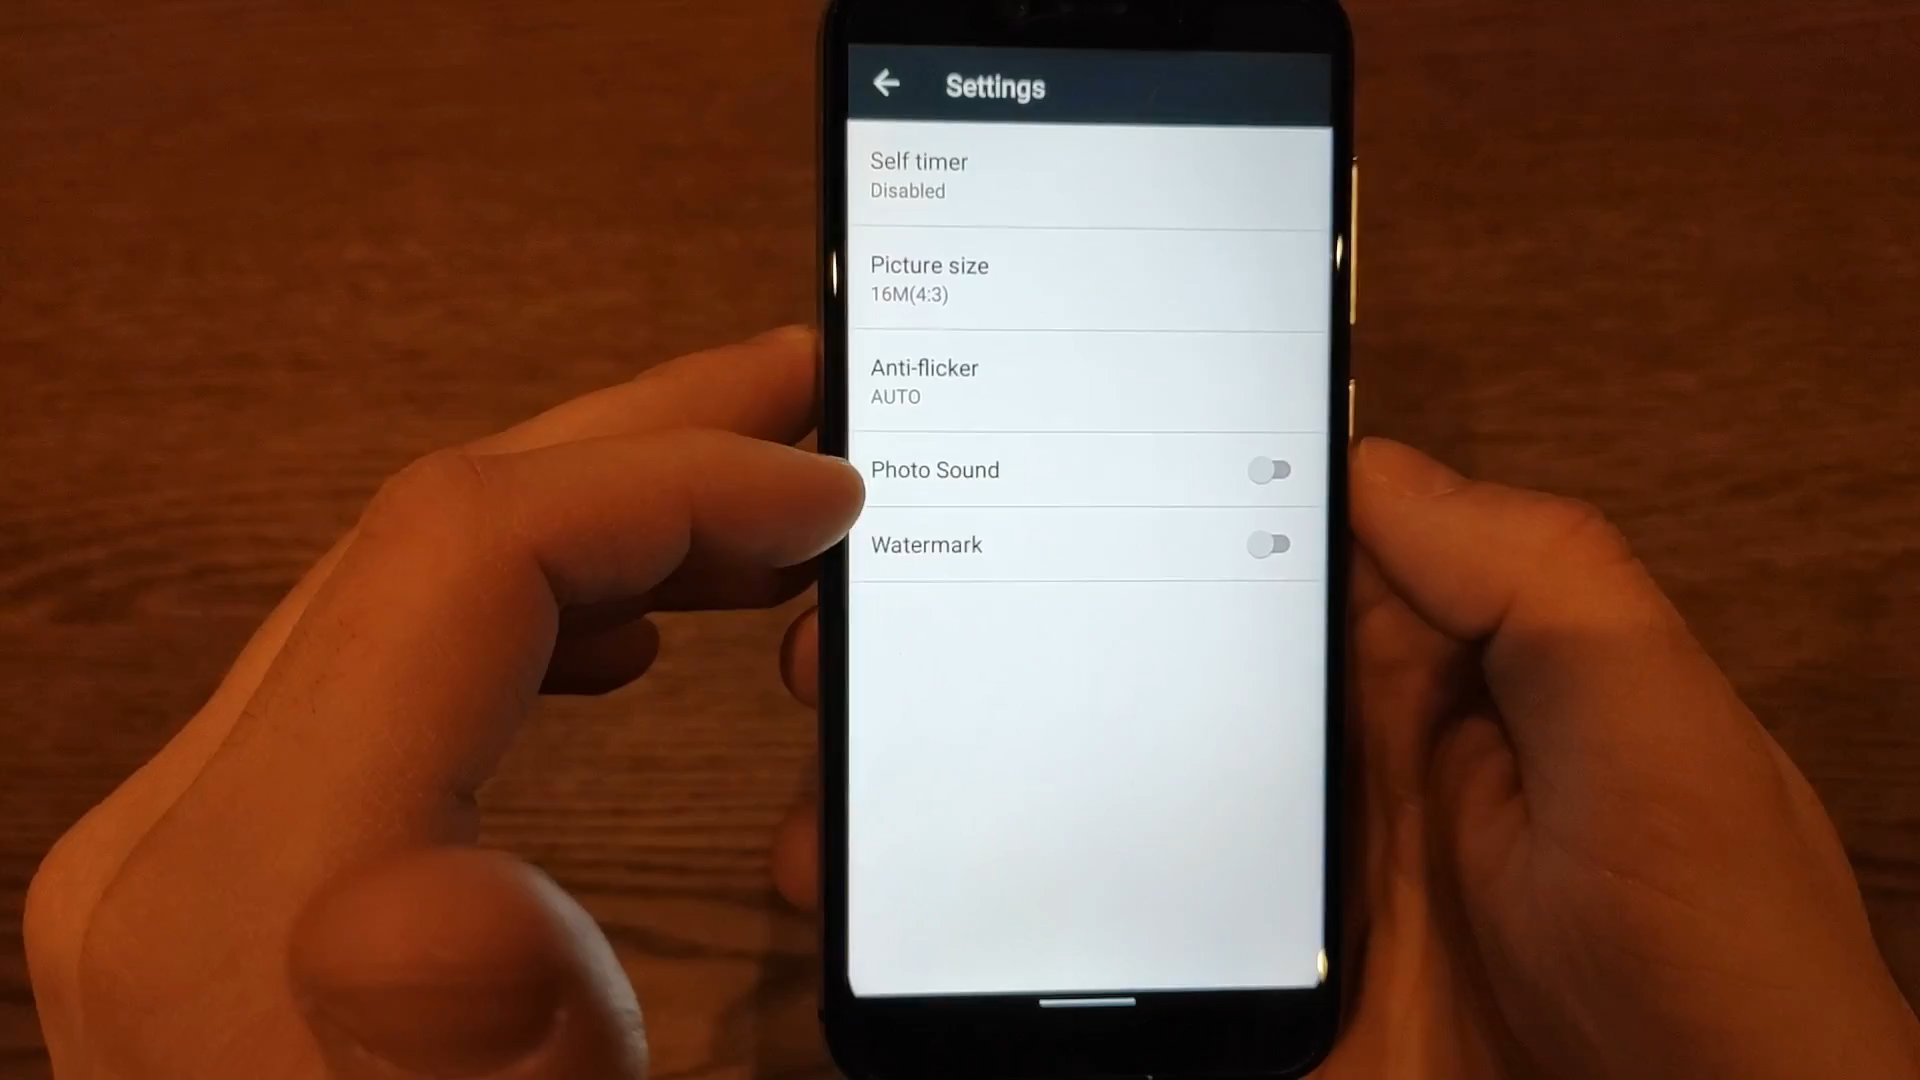 Settings
Self timer
Disabled
Picture size
16M(4:3)
Anti-flicker
AUTO
Photo Sound
Watermark